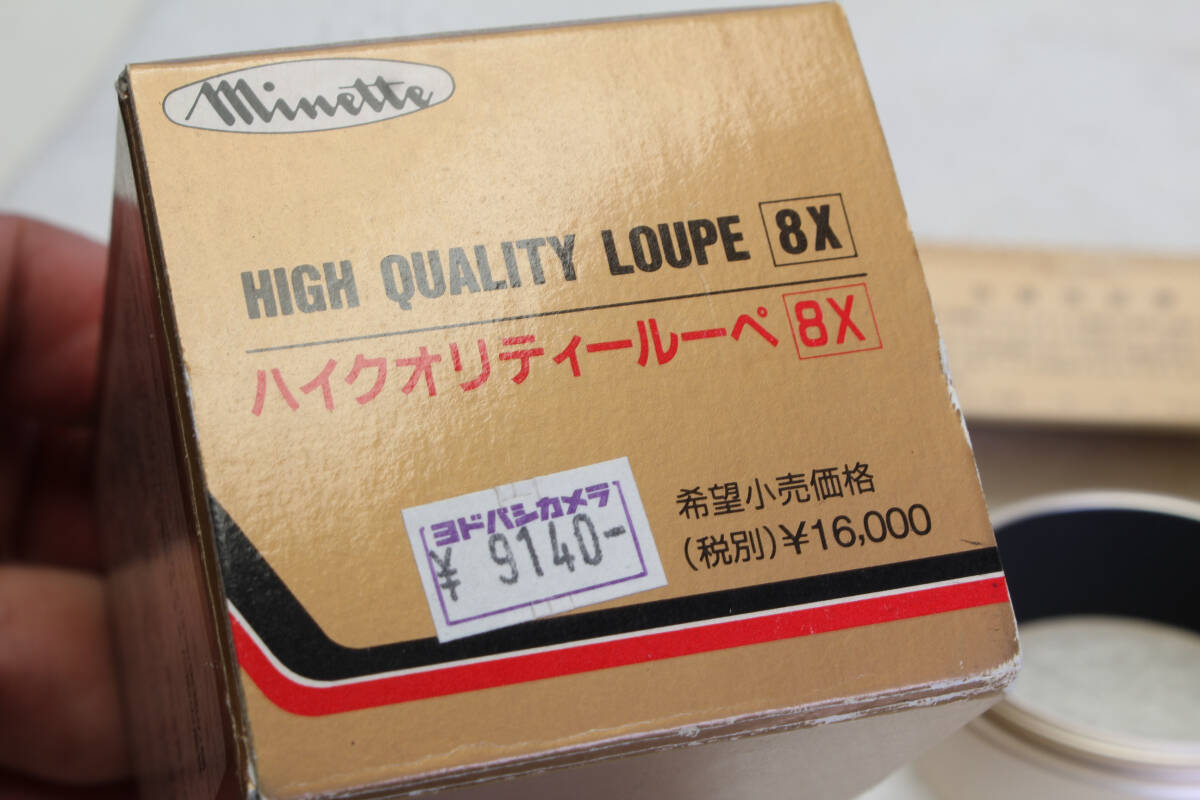 Minette
HIGH QUALITY LOUPE 8X
ハイクオリティールーペ 8X
ヨドバシカメラ
¥ 9140-
希望小売価格
(税別)¥16,000